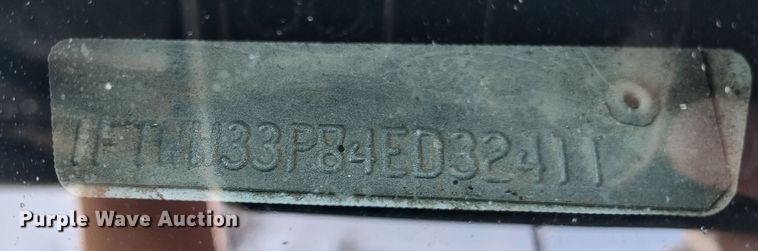 1FTWW33P84ED32411
Purple Wave Auction